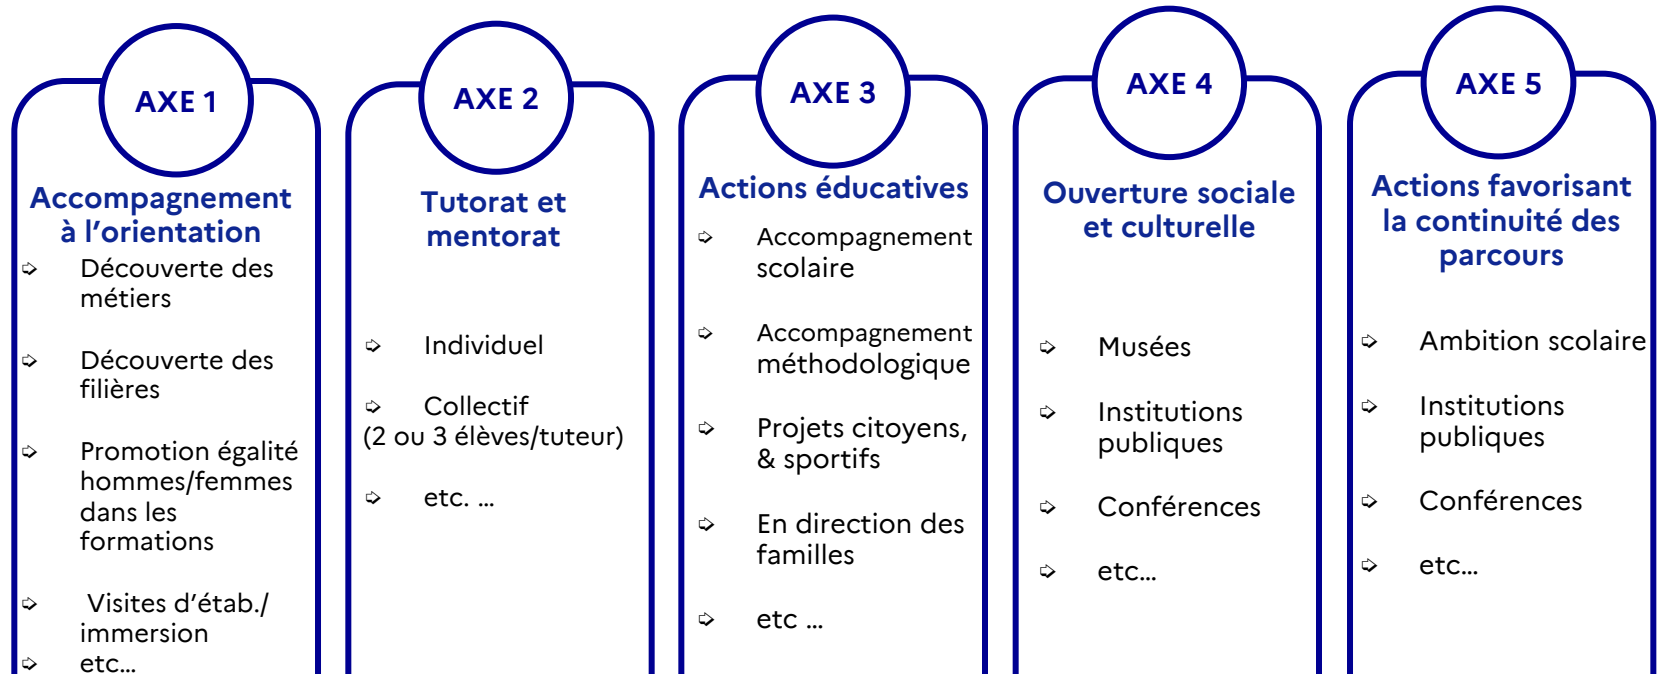 AXE 1
Accompagnement
à l'orientation
➩ Découverte des
métiers
➩ Découverte des
filières
➩ Promotion égalité
hommes/femmes
dans les
formations
➩ Visites d'étab./
immersion
➩ etc…
AXE 2
Tutorat et
mentorat
➩ Individuel
➩ Collectif
(2 ou 3 élèves/tuteur)
➩ etc. …
AXE 3
Actions éducatives
➩ Accompagnement
scolaire
➩ Accompagnement
méthodologique
➩ Projets citoyens,
& sportifs
➩ En direction des
familles
➩ etc …
AXE 4
Ouverture sociale
et culturelle
➩ Musées
➩ Institutions
publiques
➩ Conférences
➩ etc…
AXE 5
Actions favorisant
la continuité des
parcours
➩ Ambition scolaire
➩ Institutions
publiques
➩ Conférences
➩ etc…